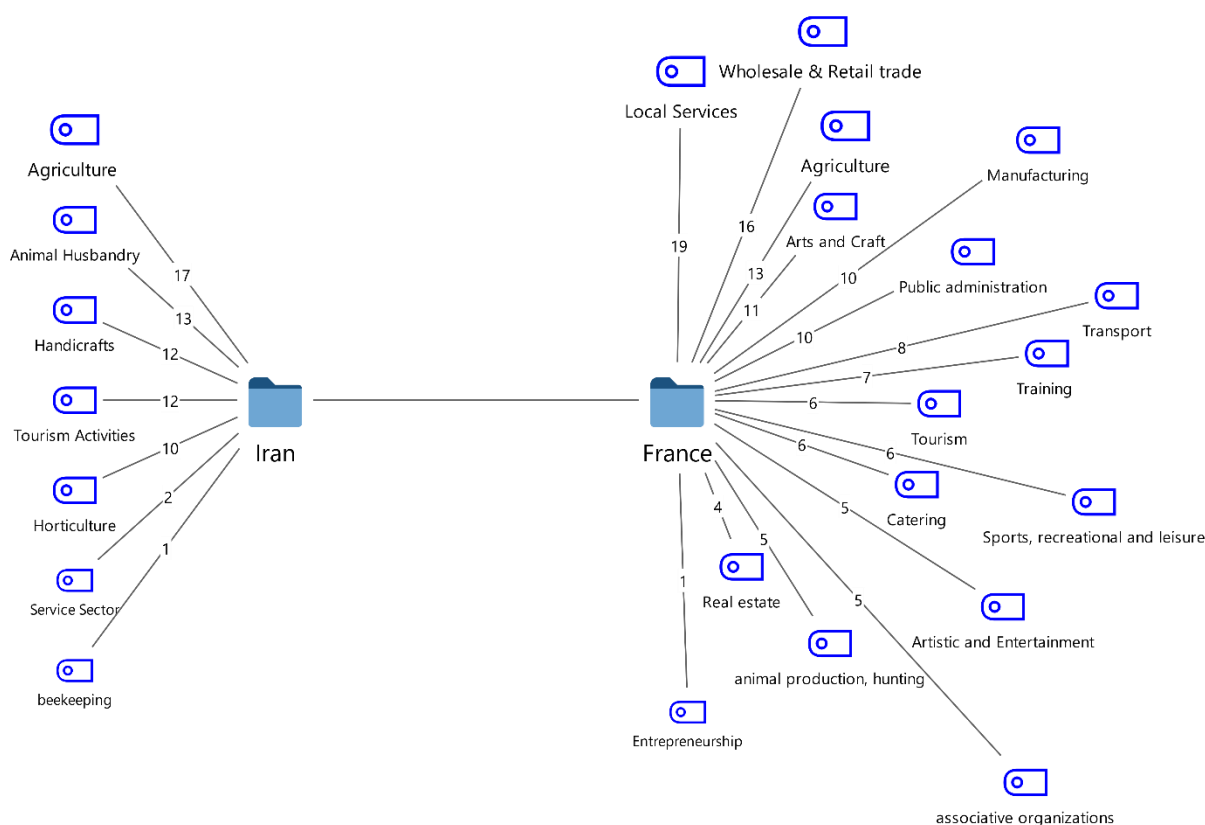 Wholesale & Retail trade
Local Services
Agriculture
Agriculture
Manufacturing
Animal Husbandry
Arts and Craft
17
19
16
13
11
10
Public administration
13
10
Handicrafts
12
8
Transport
7
Training
12
6
Tourism Activities
Iran
France
Tourism
10
6
6
Horticulture
2
4
5
Catering
Sports, recreational and leisure
1
5
Service Sector
1
5
Real estate
Artistic and Entertainment
beekeeping
animal production, hunting
Entrepreneurship
associative organizations